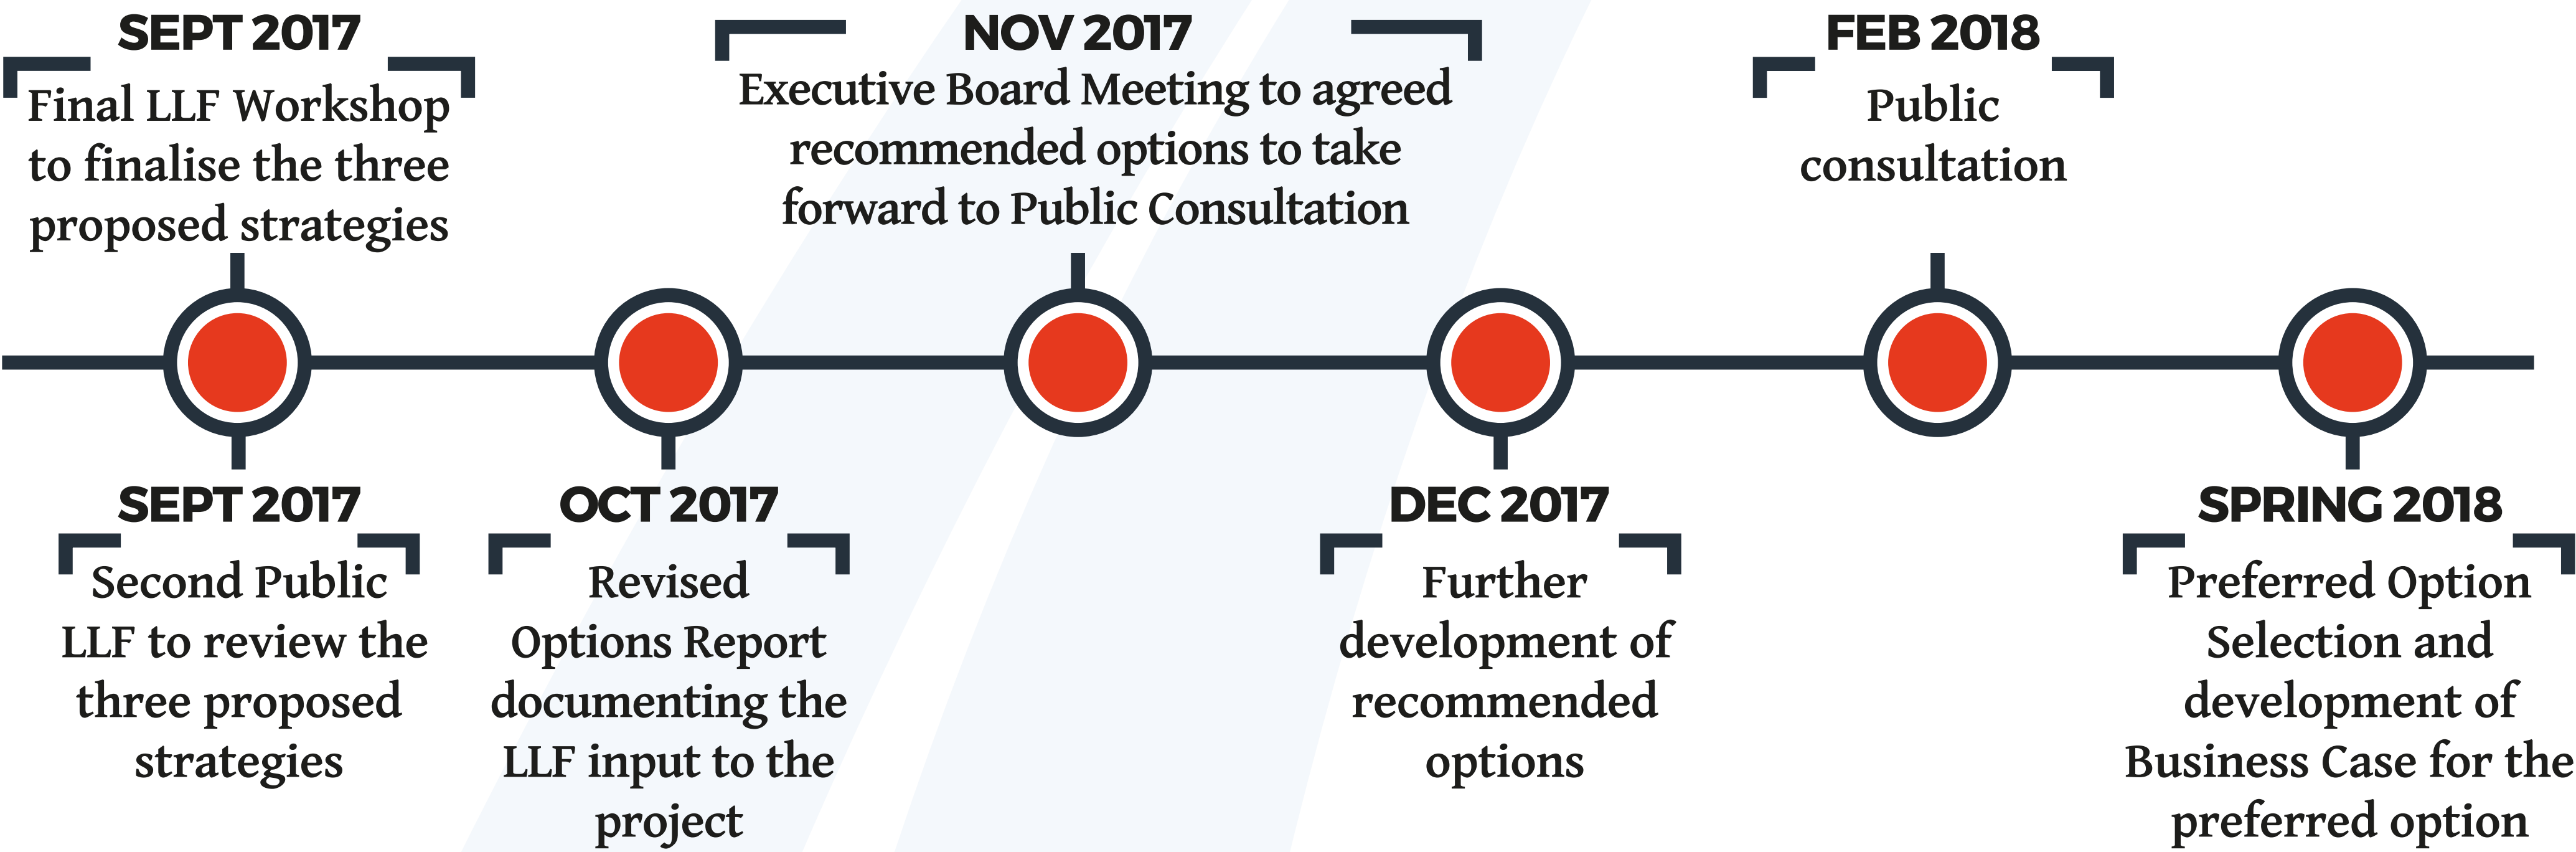 SEPT 2017
Final LLF Workshop
to finalise the three
proposed strategies
SEPT 2017
Second Public
LLF to review the
three proposed
strategies
OCT 2017
Revised
Options Report
documenting the
LLF input to the
project
NOV 2017
Executive Board Meeting to agreed
recommended options to take
forward to Public Consultation
DEC 2017
Further
development of
recommended
options
FEB 2018
Public
consultation
SPRING 2018
Preferred Option
Selection and
development of
Business Case for the
preferred option